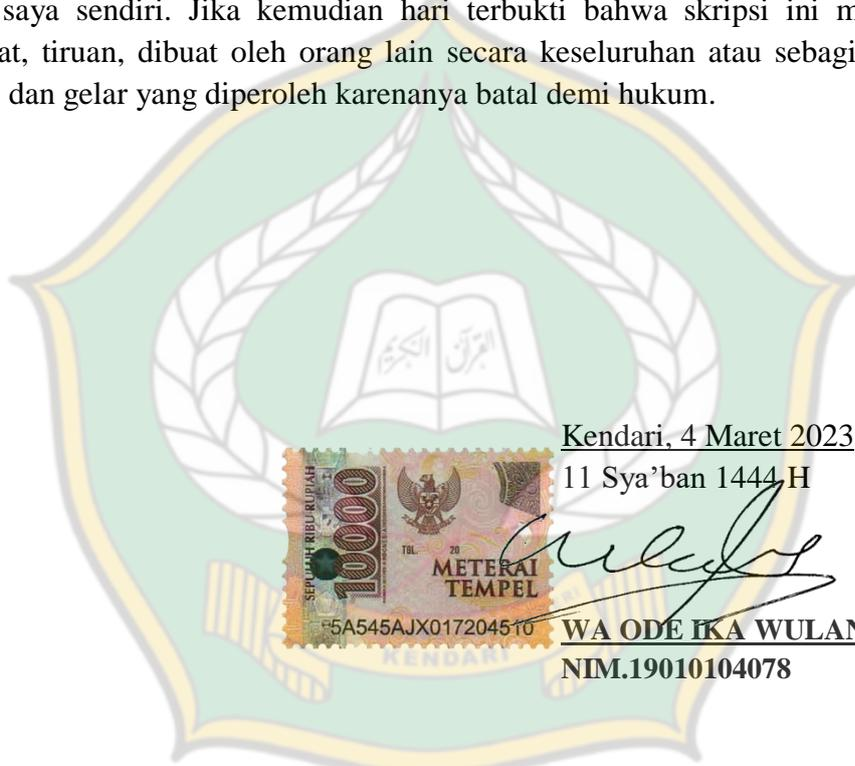 saya sendiri. Jika kemudian hari terbukti bahwa skripsi ini m
at, tiruan, dibuat oleh orang lain secara keseluruhan atau sebagi
dan gelar yang diperoleh karenanya batal demi hukum.
القرآن الكريم
Kendari, 4 Maret 2023
11 Sya’ban 1444 H
SEPULUH RIBU RUPIAH
10000
TGL. 20
METERAI
TEMPEL
5A545AJX017204510
KENDARI
WA ODE IKA WULAN
NIM.19010104078